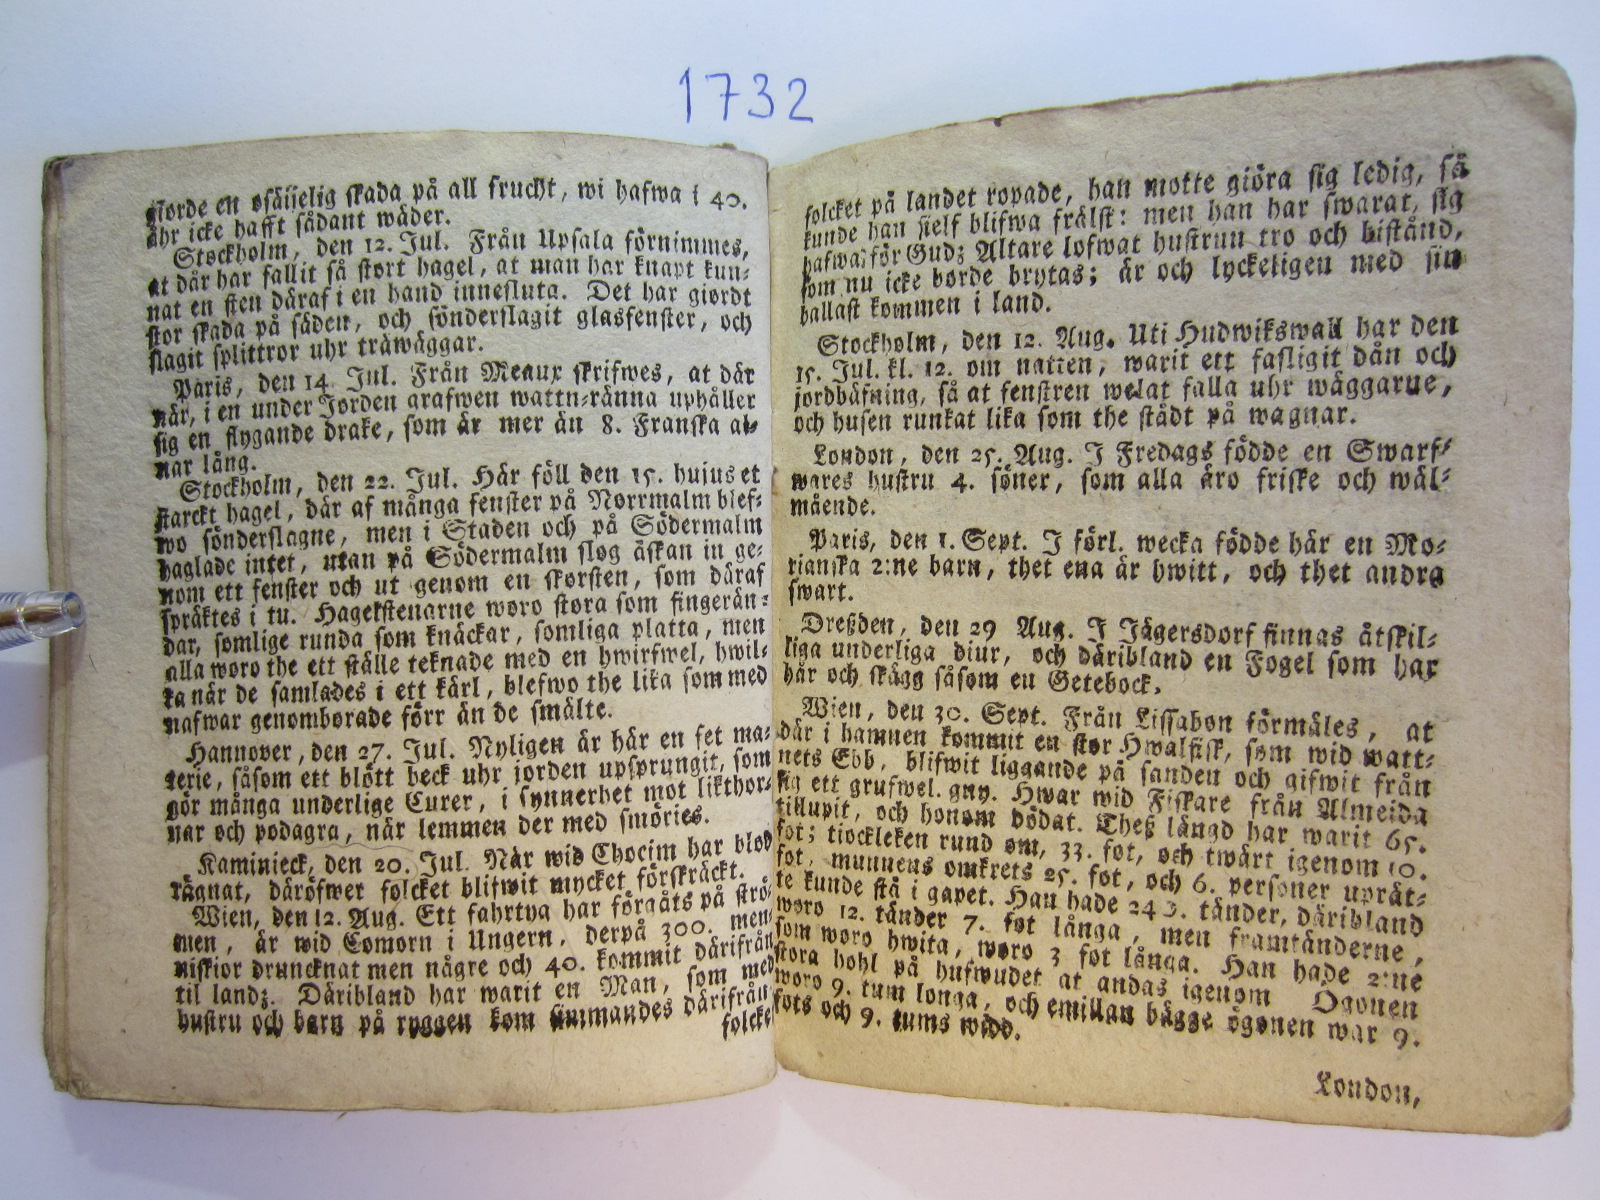 1732
giorde en osäijelig skada på all frucht, wi hafwa i 40.
åhr icke hafft sådant wäder.
Stockholm, den 12. Jul. Från Upsala förnimmes,
at där har fallit så stort hagel, at man har knapt kun-
nat en sten däraf i en hand innesluta. Det har giordt
stor skada på säden, och sönderslagit glasfenster, och
slagit splittror uhr träwäggar.
Paris, den 14. Jul. Från Meaux skrifwes, at där
när, i en under Jorden grafwen wattn-ränna uphåller
sig en flygande drake, som är mer än 8. Franska al-
nar lång.
Stockholm, den 22. Jul. Här föll den 15. hujus et
starckt hagel, där af många fenster på Norrmalm blef-
wo sönderslagne, men i Staden och på Södermalm
haglade intet, utan på Södermalm slog åskan in ge-
nom ett fenster och ut genom en skorsten, som däraf
spräktes i tu. Hagelstenarne woro stora som fingerän-
dar, somlige runda som knäckar, somliga platta, men
alla woro the ett ställe teknade med en hwirfwel, hwil-
ka när de samlades i ett kärl, blefwo the lika som med
nafwar genomborade förr än de smälte.
Hannover, den 27. Jul. Nyligen är här en fet ma-
terie, såsom ett blött beck uhr jorden upsprungit, som
gör många underlige Curer, i synnerhet mot likthor-
nar och podagra, när lemmen der med smöries.
Kaminieck, den 20. Jul. När wid Chocim har blod
rägnat, däröfwer folcket blifwit mycket förskräckt.
Wien, den 12. Aug. Ett fahrtya har förgåts på strö-
men, är wid Comorn i Ungern, derpå 300. men-
niskior druncknat men någre och 40. kommit därifrån
til landz. Däribland har warit en Man, som med
hustru och barn på ryggen kom simmandes därifrån,
folcke
folcket på landet ropade, han motte giöra sig ledig, så
kunde han sielf blifwa frälst: men han har swarat, sig
hafwa för Gudz Altare lofwat hustrun tro och bistånd,
som nu icke borde brytas; är och lyckeligen med sin
ballast kommen i land.
Stockholm, den 12. Aug. Uti Hudwikswall har den
15. Jul. kl. 12. om natten, warit ett fasligit dån och
jordbäfning, så at fenstren welat falla uhr wäggarne,
och husen runkat lika som the stådt på wagnar.
London, den 25. Aug. I Fredags födde en Swarf-
wares hustru 4. söner, som alla äro friske och wäl-
mående.
Paris, den 1. Sept. I förl. wecka födde här en Mo-
rianska 2:ne barn, thet ena är hwitt, och thet andra
swart.
Dreßden, den 29 Aug. I Jägersdorf finnas åtskil-
liga underliga diur, och däribland en Fogel som har
hår och skägg såsom en Getebock.
Wien, den 30. Sept. Från Lissabon förmäles, at
där i hamnen kommit en stor Hwalfisk, som wid watt-
nets Ebb, blifwit liggande på sanden och gifwit från
sig ett grufwel. gny. Hwar wid Fiskare från Almeida
tillupit, och honom dödat. Theß längd har warit 65.
fot; tiockleken rund om, 33. fot, och twärt igenom 10.
fot, munnens omkrets 25. fot, och 6. personer uprät-
te kunde stå i gapet. Han hade 24 tänder, däribland
woro 12. tänder 7. fot långa, men framtänderne,
som woro hwita, woro 3 fot långa. Han hade 2:ne
stora hohl på hufwudet at andas igenom Ögonen
woro 9. tum longa, och emillan bägge ögonen war 9.
fots och 9. tums widd.
London,